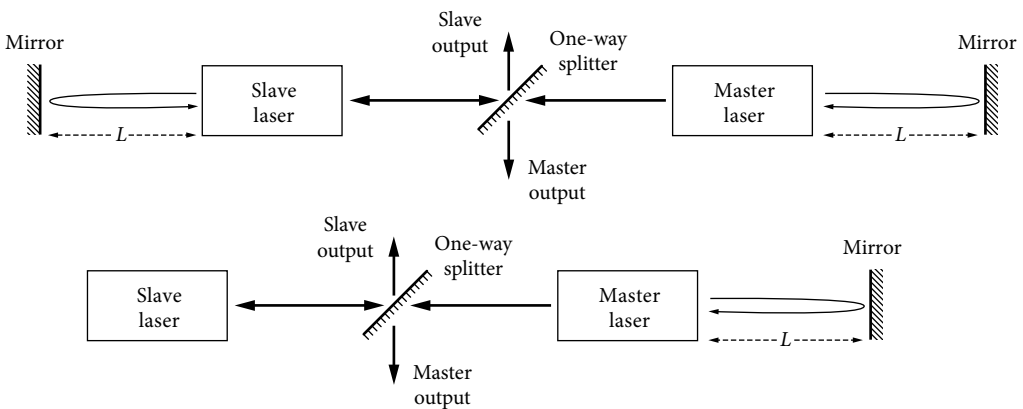 Mirror
Slave
output
One-way
splitter
Mirror
Slave
laser
Master
laser
L
L
Master
output
Slave
output
One-way
splitter
Mirror
Slave
laser
Master
laser
L
Master
output